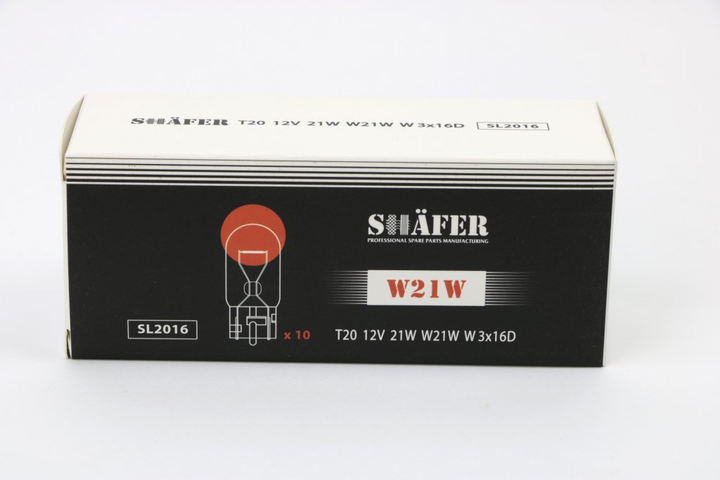 SHÄFER T20 12V 21W W21W W 3x16D SL2016
SHÄFER
PROFESSIONAL SPARE PARTS MANUFACTURING
W21W
SL2016
x 10
T20 12V 21W W21W W 3x16D